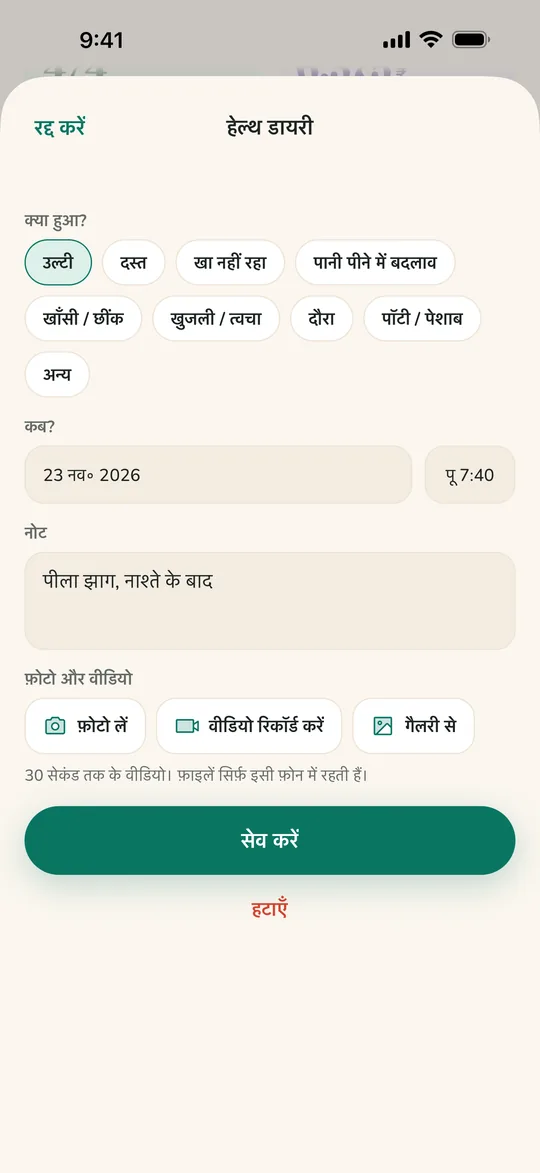 9:41
रद्द करें
हेल्थ डायरी
क्या हुआ?
उल्टी दस्त खा नहीं रहा पानी पीने में बदलाव
खाँसी / छींक खुजली / त्वचा दौरा पॉटी / पेशाब
अन्य
कब?
23 नव॰ 2026 पू 7:40
नोट
पीला झाग, नाश्ते के बाद
फ़ोटो और वीडियो
फ़ोटो लें वीडियो रिकॉर्ड करें गैलरी से
30 सेकंड तक के वीडियो। फ़ाइलें सिर्फ़ इसी फ़ोन में रहती हैं।
सेव करें
हटाएँ